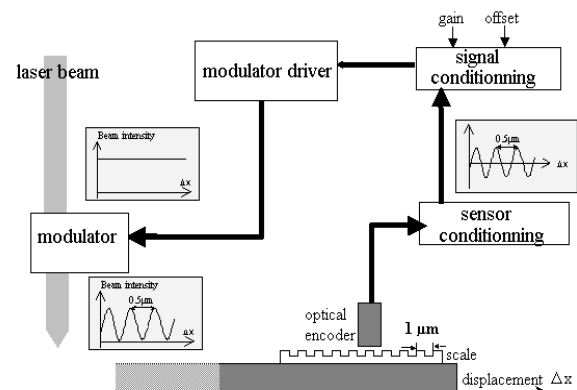 gain offset
laser beam
modulator driver
signal
conditionning
Beam intensity
Δx
0.5μm
Δx
modulator
sensor
conditionning
Beam intensity
0.5μm
Δx
optical
encoder
1 μm
scale
displacement Δx